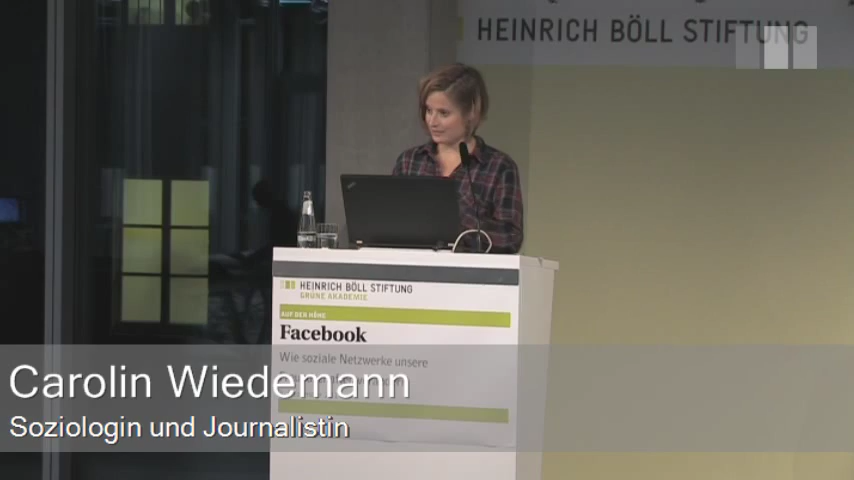 HEINRICH BÖLL STIFTUNG
HEINRICH BÖLL STIFTUNG
GRÜNE AKADEMIE
AUF DER HÖHE
Facebook
Wie soziale Netzwerke unsere
Carolin Wiedemann
Soziologin und Journalistin